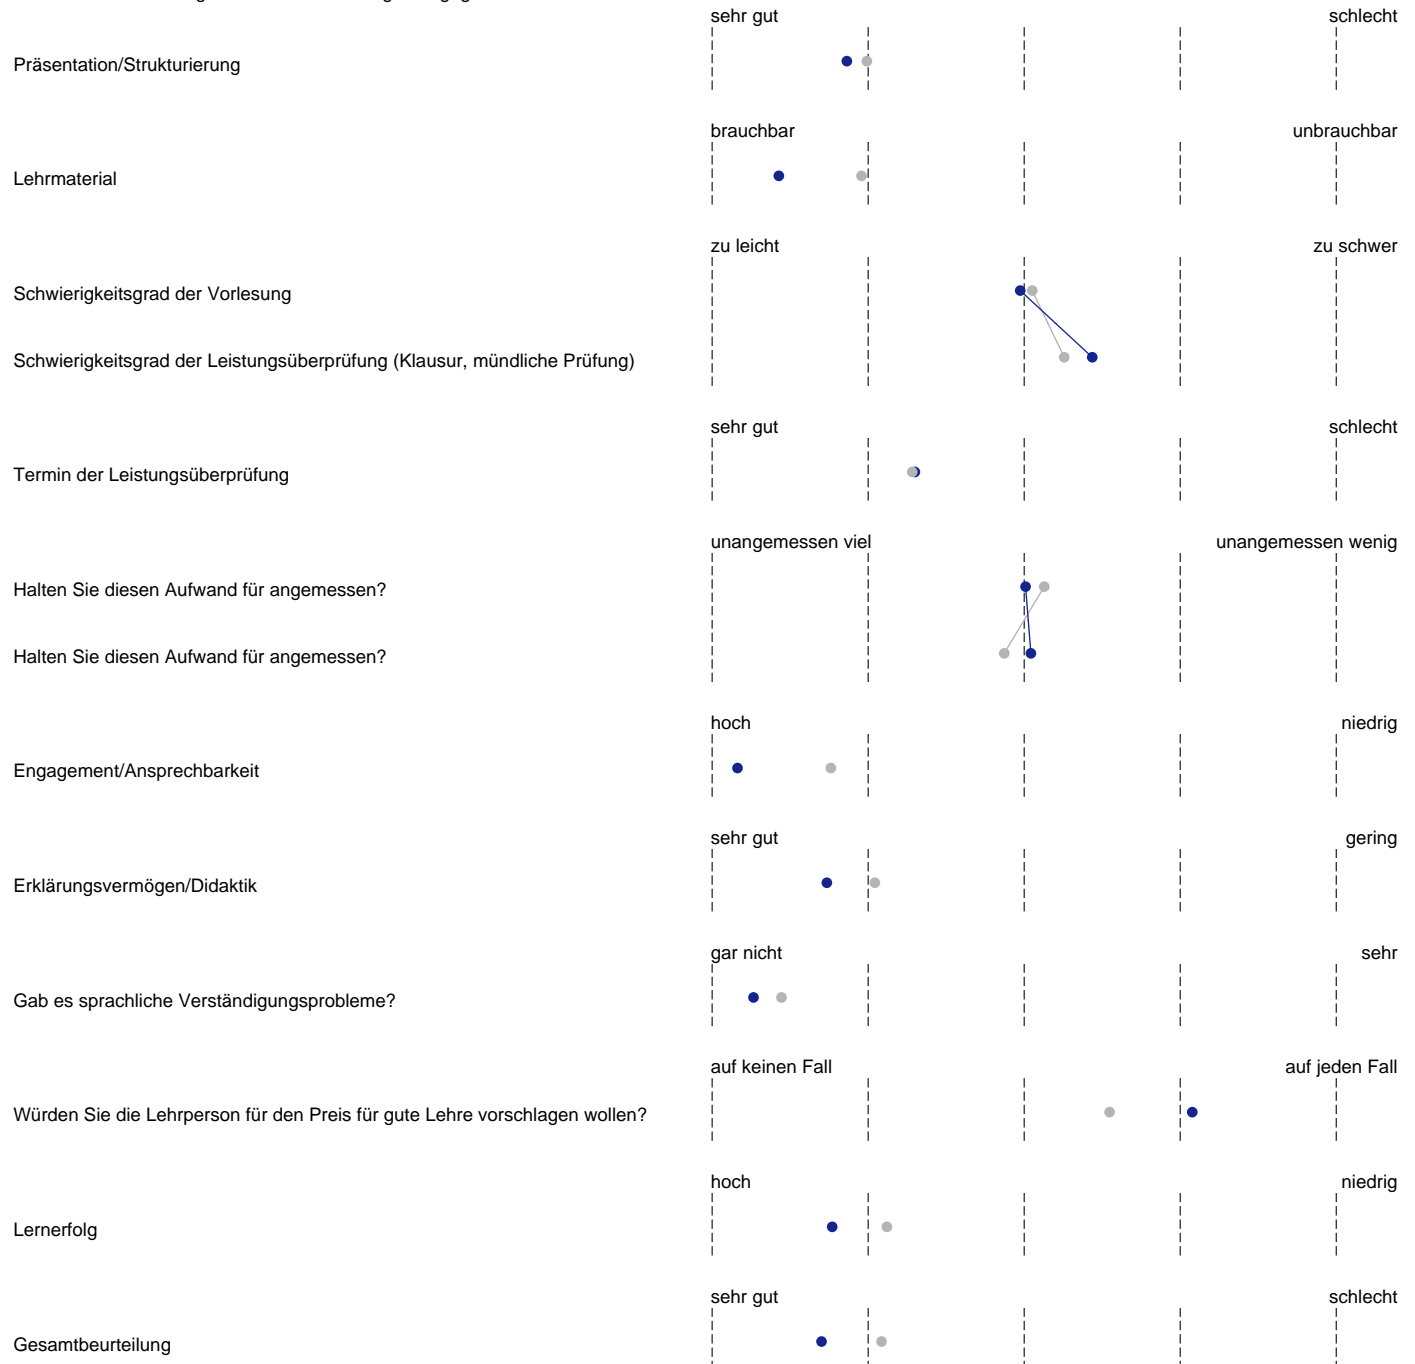 sehr gut schlecht
Präsentation/Strukturierung
brauchbar unbrauchbar
Lehrmaterial
zu leicht zu schwer
Schwierigkeitsgrad der Vorlesung
Schwierigkeitsgrad der Leistungsüberprüfung (Klausur, mündliche Prüfung)
sehr gut schlecht
Termin der Leistungsüberprüfung
unangemessen viel unangemessen wenig
Halten Sie diesen Aufwand für angemessen?
Halten Sie diesen Aufwand für angemessen?
hoch niedrig
Engagement/Ansprechbarkeit
sehr gut gering
Erklärungsvermögen/Didaktik
gar nicht sehr
Gab es sprachliche Verständigungsprobleme?
auf keinen Fall auf jeden Fall
Würden Sie die Lehrperson für den Preis für gute Lehre vorschlagen wollen?
hoch niedrig
Lernerfolg
sehr gut schlecht
Gesamtbeurteilung